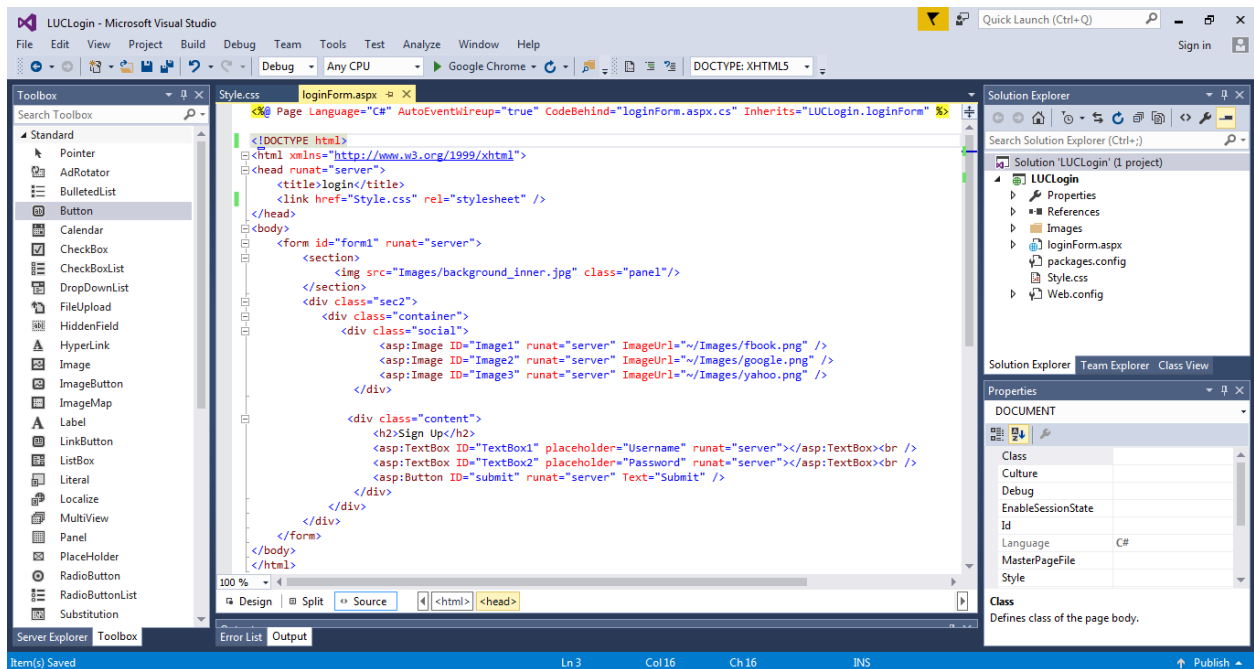 LUCLogin - Microsoft Visual Studio
Quick Launch (Ctrl+Q)
File Edit View Project Build Debug Team Tools Test Analyze Window Help
Sign in
Debug Any CPU Google Chrome DOCTYPE: XHTML5
Toolbox
Search Toolbox
Standard
Pointer
AdRotator
BulletedList
Button
Calendar
CheckBox
CheckBoxList
DropDownList
FileUpload
HiddenField
HyperLink
Image
ImageButton
ImageMap
Label
LinkButton
ListBox
Literal
Localize
MultiView
Panel
PlaceHolder
RadioButton
RadioButtonList
Substitution
Server Explorer Toolbox
Style.css loginForm.aspx
<%@ Page Language="C#" AutoEventWireup="true" CodeBehind="loginForm.aspx.cs" Inherits="LUCLogin.loginForm" %>
<!DOCTYPE html>
<html xmlns="http://www.w3.org/1999/xhtml">
<head runat="server">
<title>login</title>
<link href="Style.css" rel="stylesheet" />
</head>
<body>
<form id="form1" runat="server">
<section>
<img src="Images/background_inner.jpg" class="panel"/>
</section>
<div class="sec2">
<div class="container">
<div class="social">
<asp:Image ID="Image1" runat="server" ImageUrl="~/Images/fbook.png" />
<asp:Image ID="Image2" runat="server" ImageUrl="~/Images/google.png" />
<asp:Image ID="Image3" runat="server" ImageUrl="~/Images/yahoo.png" />
</div>
<div class="content">
<h2>Sign Up</h2>
<asp:TextBox ID="TextBox1" placeholder="Username" runat="server"></asp:TextBox><br />
<asp:TextBox ID="TextBox2" placeholder="Password" runat="server"></asp:TextBox><br />
<asp:Button ID="submit" runat="server" Text="Submit" />
</div>
</div>
</div>
</form>
</body>
</html>
100 %
Design Split Source <html> <head>
Error List Output
Solution Explorer
Search Solution Explorer (Ctrl+;)
Solution 'LUCLogin' (1 project)
LUCLogin
Properties
References
Images
loginForm.aspx
packages.config
Style.css
Web.config
Solution Explorer Team Explorer Class View
Properties
DOCUMENT
Class
Culture
Debug
EnableSessionState
Id
Language C#
MasterPageFile
Style
Class
Defines class of the page body.
Item(s) Saved Ln 3 Col 16 Ch 16 INS Publish